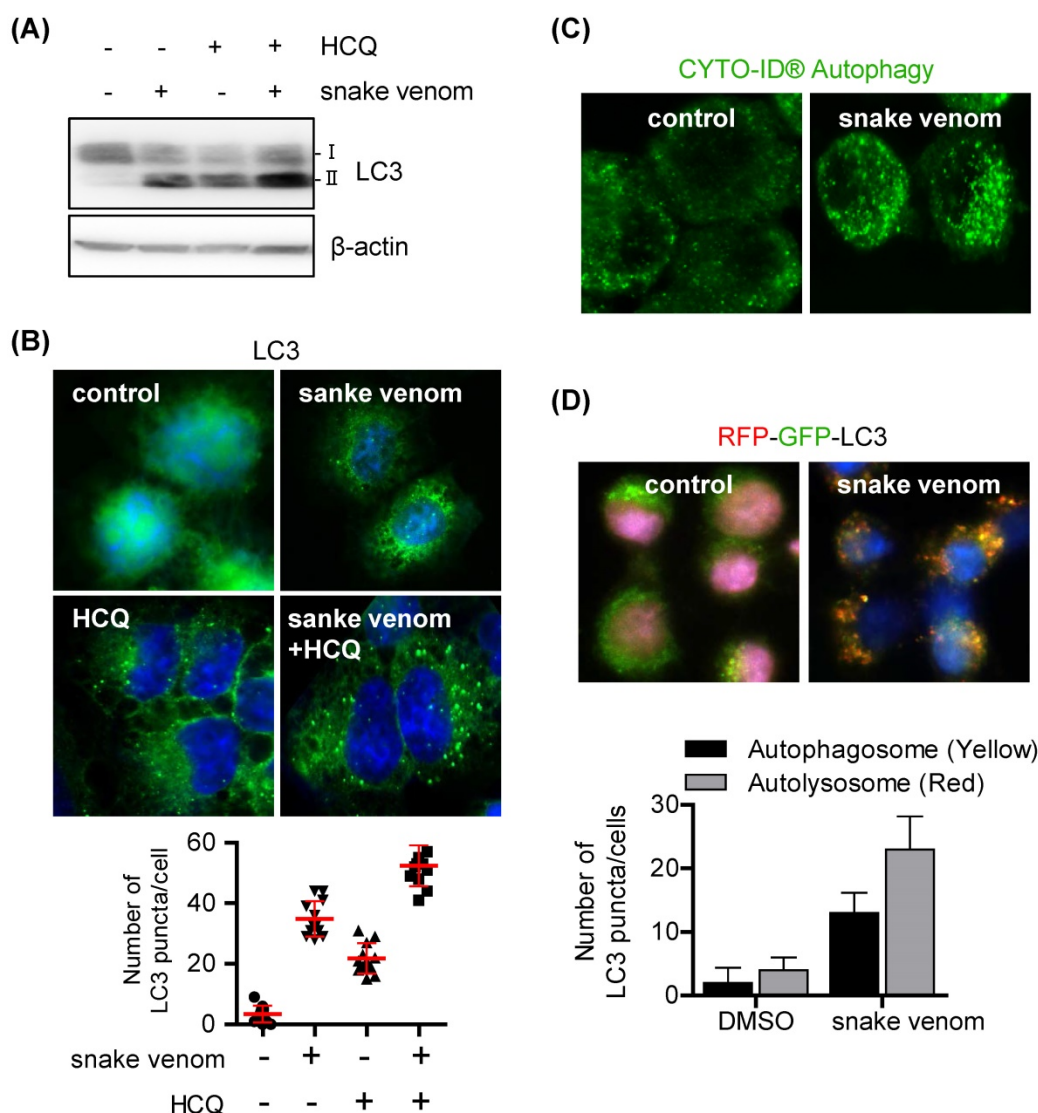 (A)
- - + + HCQ
- + - + snake venom
I
II
LC3
β-actin
(B)
LC3
control
sanke venom
HCQ
sanke venom
+HCQ
Number of
LC3 puncta/cell
60
40
20
0
snake venom - + - +
HCQ - - + +
(C)
CYTO-ID® Autophagy
control
snake venom
(D)
RFP-GFP-LC3
control
snake venom
Autophagosome (Yellow)
Autolysosome (Red)
Number of
LC3 puncta/cells
30
20
10
0
DMSO
snake venom